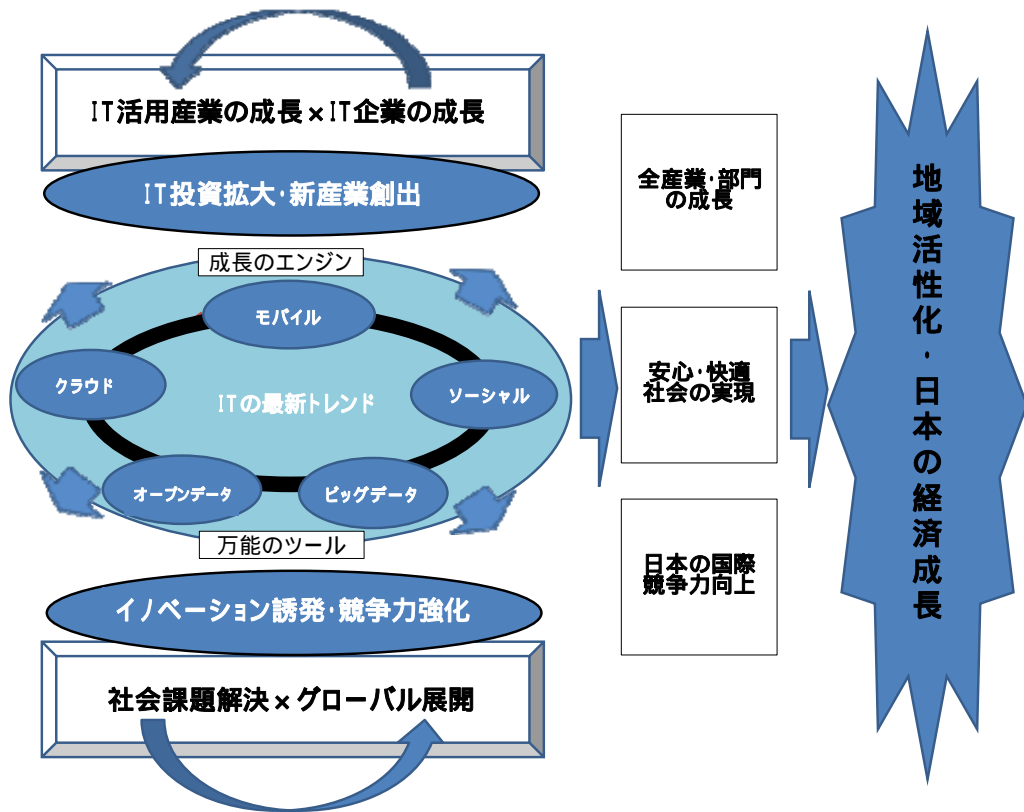 IT活用産業の成長×IT企業の成長
IT投資拡大・新産業創出
成長のエンジン
モバイル
クラウド
ITの最新トレンド
ソーシャル
オープンデータ
ビッグデータ
万能のツール
イノベーション誘発・競争力強化
社会課題解決×グローバル展開
全産業・部門
の成長
安心・快適
社会の実現
日本の国際
競争力向上
地域活性化・日本の経済成長